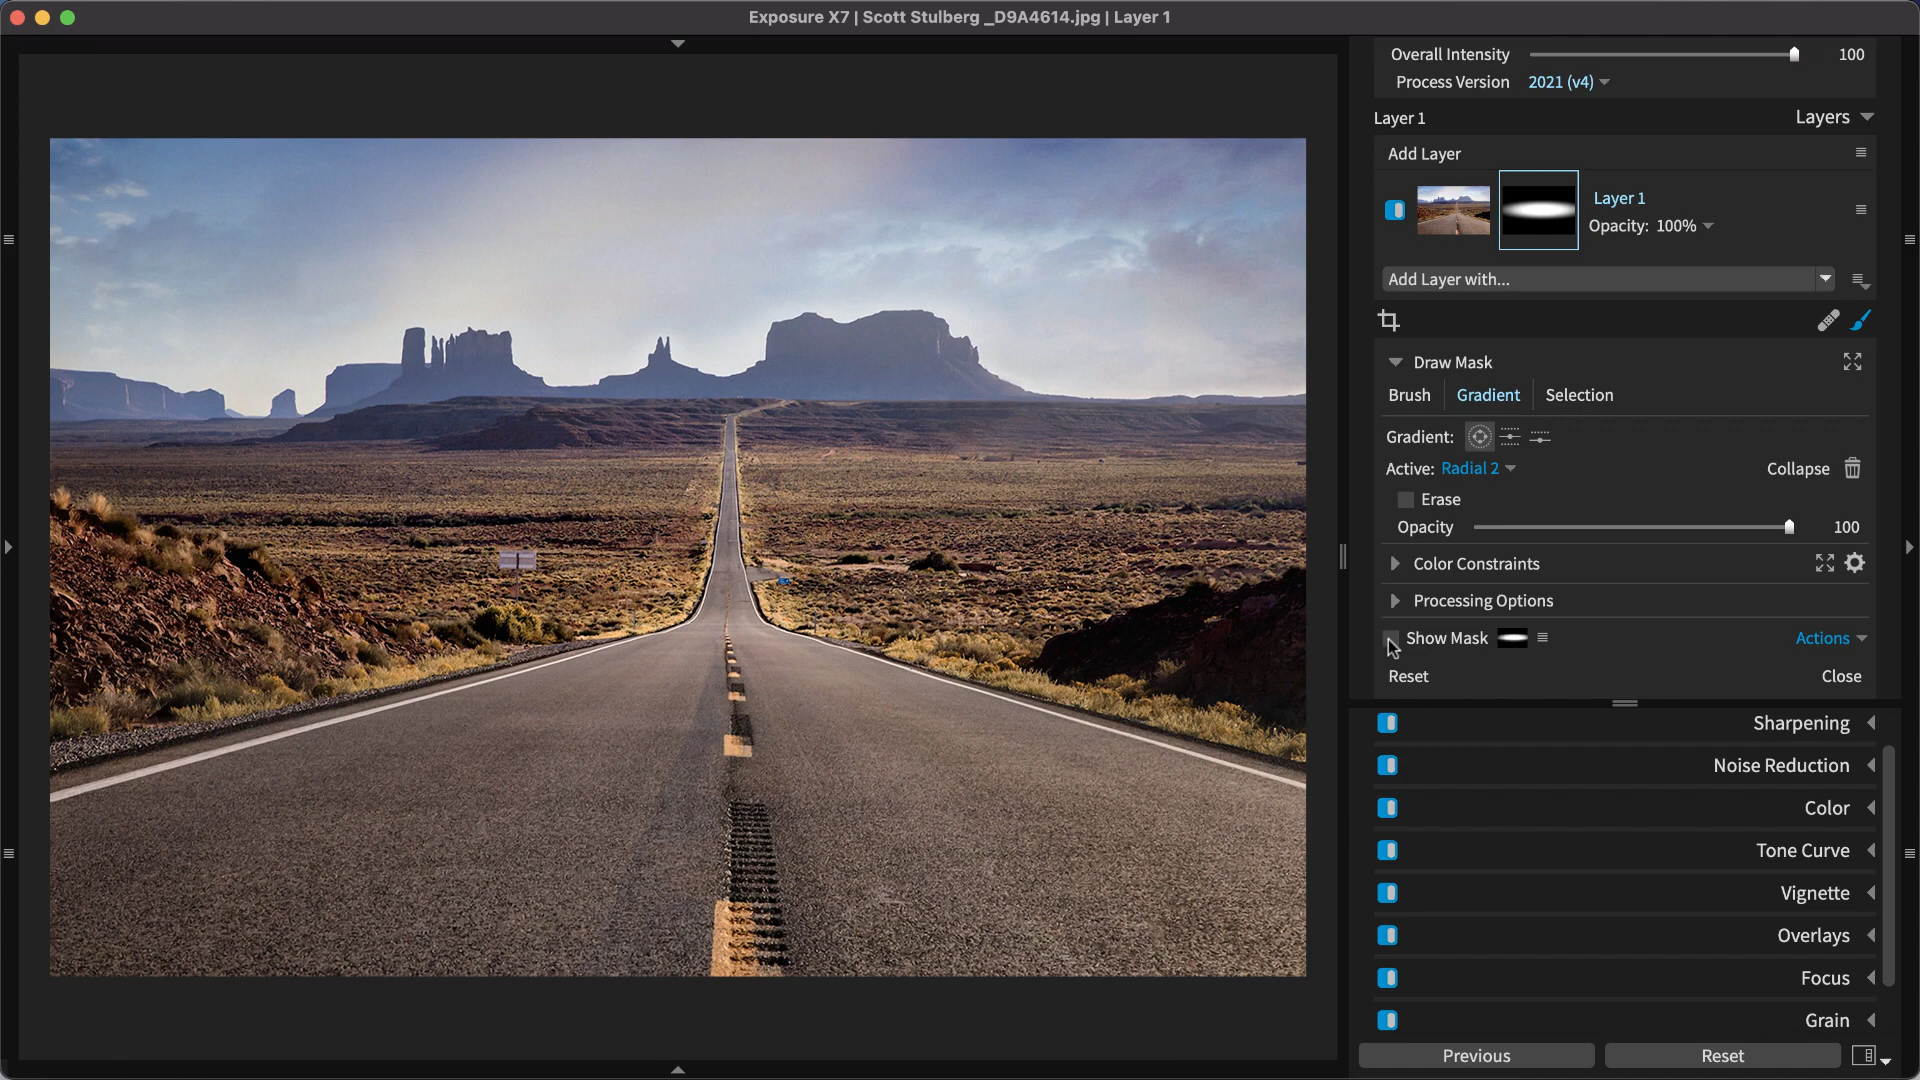 Exposure X7 | Scott Stulberg _D9A4614.jpg | Layer 1
Overall Intensity 100
Process Version 2021 (v4)
Layer 1 Layers
Add Layer
Layer 1
Opacity: 100%
Add Layer with...
Draw Mask
Brush Gradient Selection
Gradient:
Active: Radial 2 Collapse
Erase
Opacity 100
Color Constraints
Processing Options
Show Mask Actions
Reset Close
Sharpening
Noise Reduction
Color
Tone Curve
Vignette
Overlays
Focus
Grain
Previous Reset